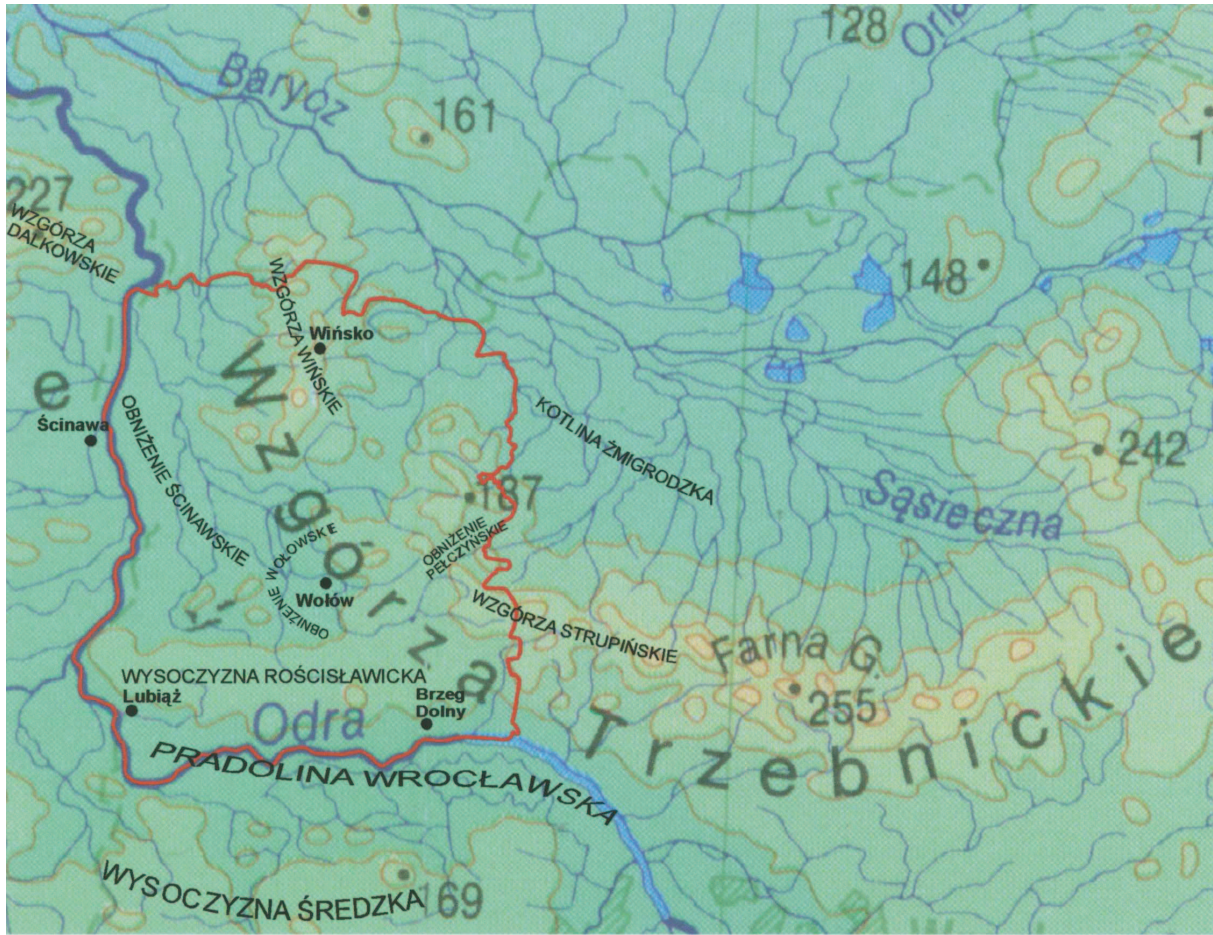 128
Orla
Barycz
161
1
227
WZGÓRZA
DALKOWSKIE
148
WZGÓRZA WIŃSKIE
Wińsko
e
Ścinawa
OBNIŻENIE ŚCINAWSKIE
KOTLINA ŻMIGRODZKA
242
187
Sąsieczna
OBNIŻENIE
PEŁCZYŃSKIE
OBNIŻENIE WOŁOWSKIE
Wołów
Wzgórza
WZGÓRZA STRUPIŃSKIE
Farna G.
255
WYSOCZYZNA ROŚCISŁAWICKA
Lubiąż
Brzeg
Dolny
Odra
Trzebnickie
PRADOLINA WROCŁAWSKA
WYSOCZYZNA ŚREDZKA
169